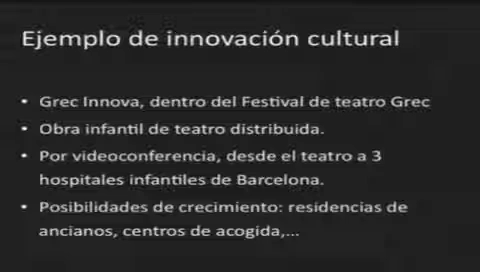 Ejemplo de innovación cultural
• Grec Innova, dentro del Festival de teatro Grec
• Obra infantil de teatro distribuida.
• Por videoconferencia, desde el teatro a 3
hospitales infantiles de Barcelona.
• Posibilidades de crecimiento: residencias de
ancianos, centros de acogida,...